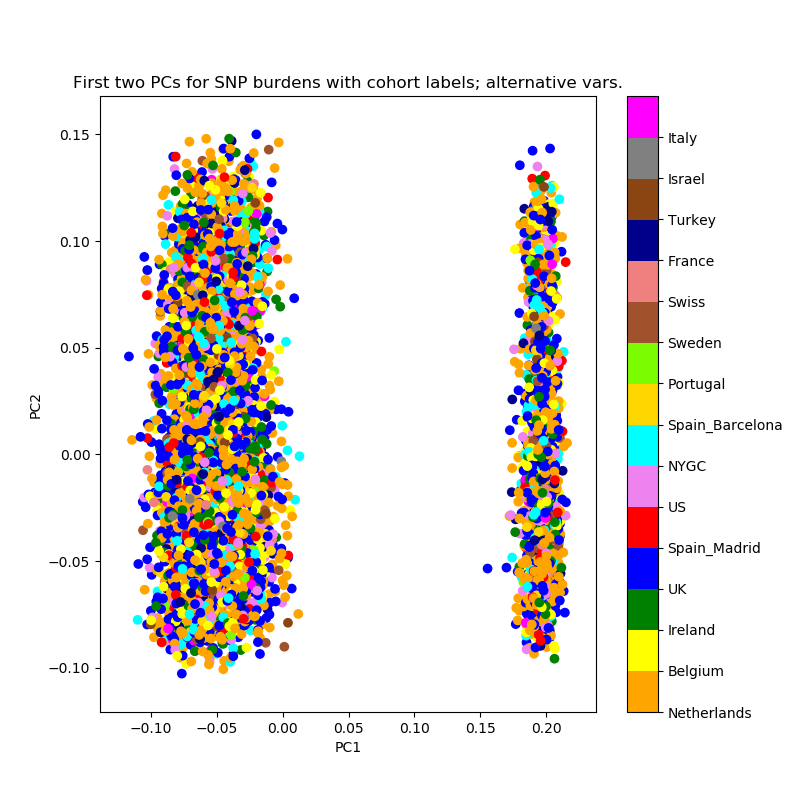 First two PCs for SNP burdens with cohort labels; alternative vars.
PC2
0.15
0.10
0.05
0.00
−0.05
−0.10
−0.10
−0.05
0.00
0.05
0.10
0.15
0.20
PC1
Italy
Israel
Turkey
France
Swiss
Sweden
Portugal
Spain_Barcelona
NYGC
US
Spain_Madrid
UK
Ireland
Belgium
Netherlands